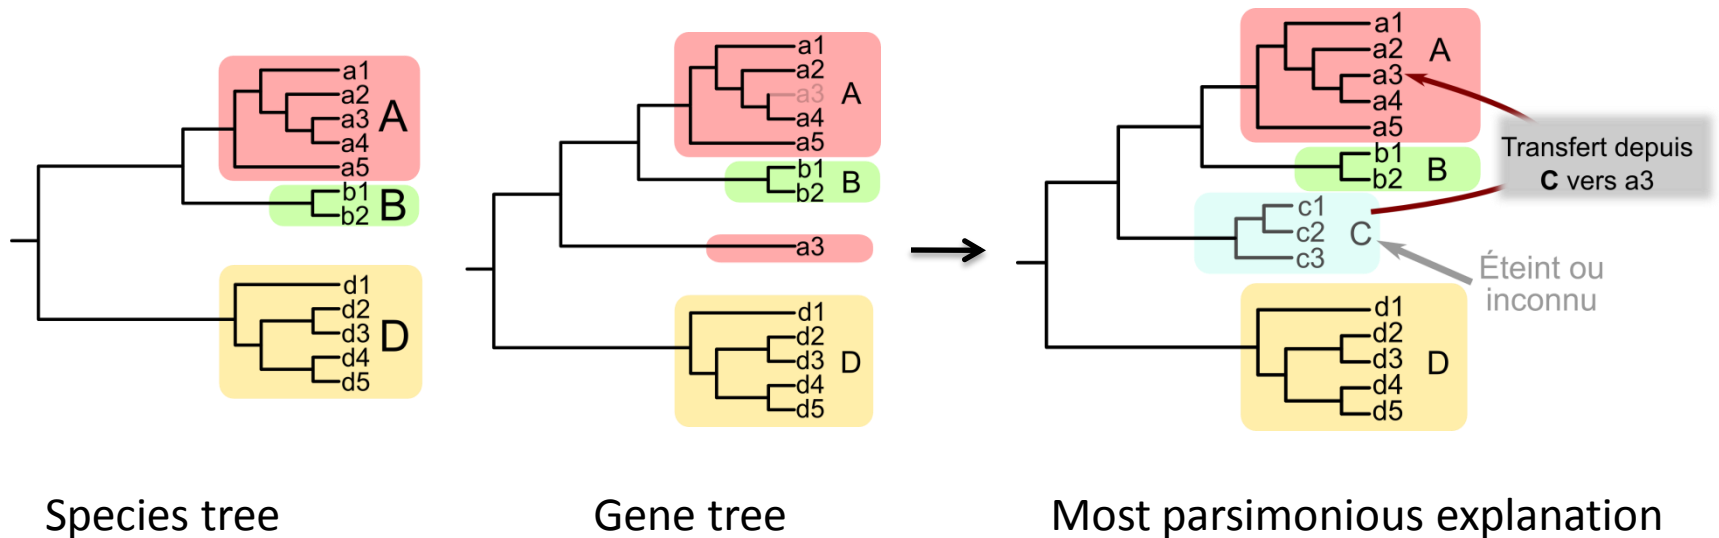 a1
a2
a3
a4
a5
A
b1
b2
B
d1
d2
d3
d4
d5
D
Species tree
a1
a2
a3
a4
a5
A
b1
b2
B
a3
d1
d2
d3
d4
d5
D
Gene tree
a1
a2
a3
a4
a5
A
b1
b2
B
c1
c2
c3
C
d1
d2
d3
d4
d5
D
Transfert depuis
C vers a3
Éteint ou
inconnu
Most parsimonious explanation